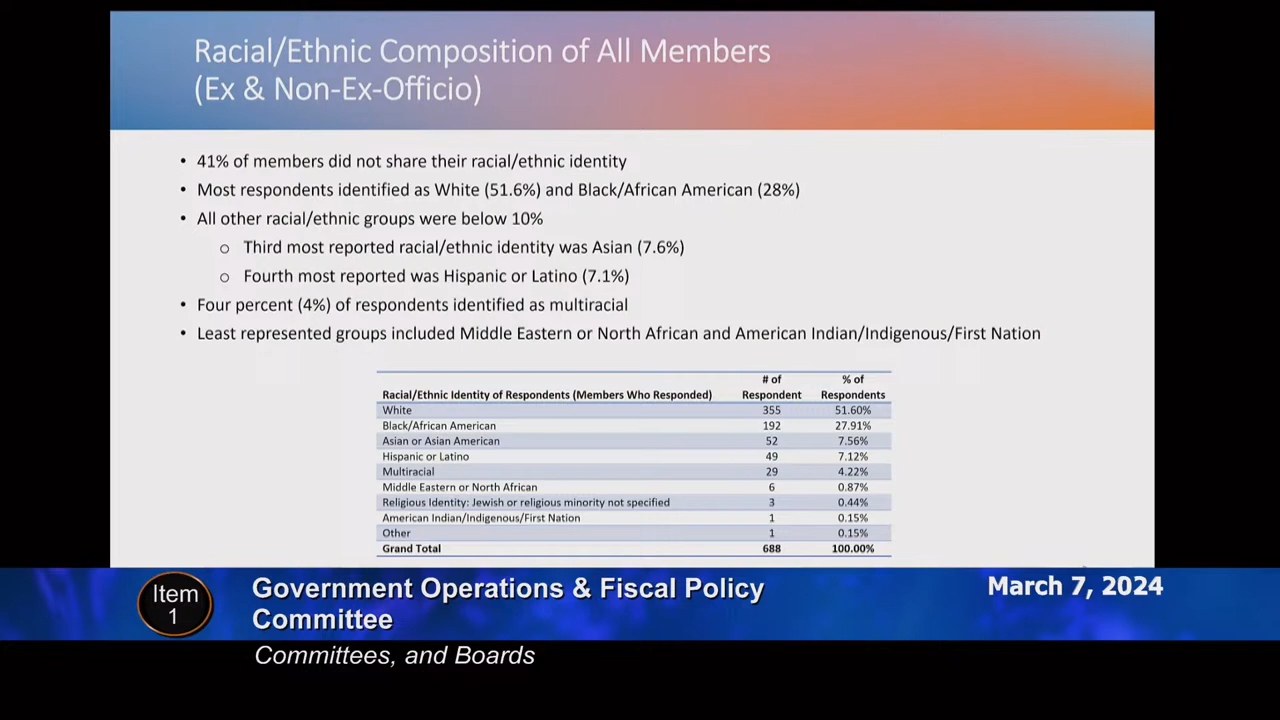 Racial/Ethnic Composition of All Members
(Ex & Non-Ex-Officio)
• 41% of members did not share their racial/ethnic identity
• Most respondents identified as White (51.6%) and Black/African American (28%)
• All other racial/ethnic groups were below 10%
o Third most reported racial/ethnic identity was Asian (7.6%)
o Fourth most reported was Hispanic or Latino (7.1%)
• Four percent (4%) of respondents identified as multiracial
• Least represented groups included Middle Eastern or North African and American Indian/Indigenous/First Nation
# of % of
Racial/Ethnic Identity of Respondents (Members Who Responded) Respondent Respondents
White 355 51.60%
Black/African American 192 27.91%
Asian or Asian American 52 7.56%
Hispanic or Latino 49 7.12%
Multiracial 29 4.22%
Middle Eastern or North African 6 0.87%
Religious Identity: Jewish or religious minority not specified 3 0.44%
American Indian/Indigenous/First Nation 1 0.15%
Other 1 0.15%
Grand Total 688 100.00%
Item
1
Government Operations & Fiscal Policy
Committee
March 7, 2024
Committees, and Boards